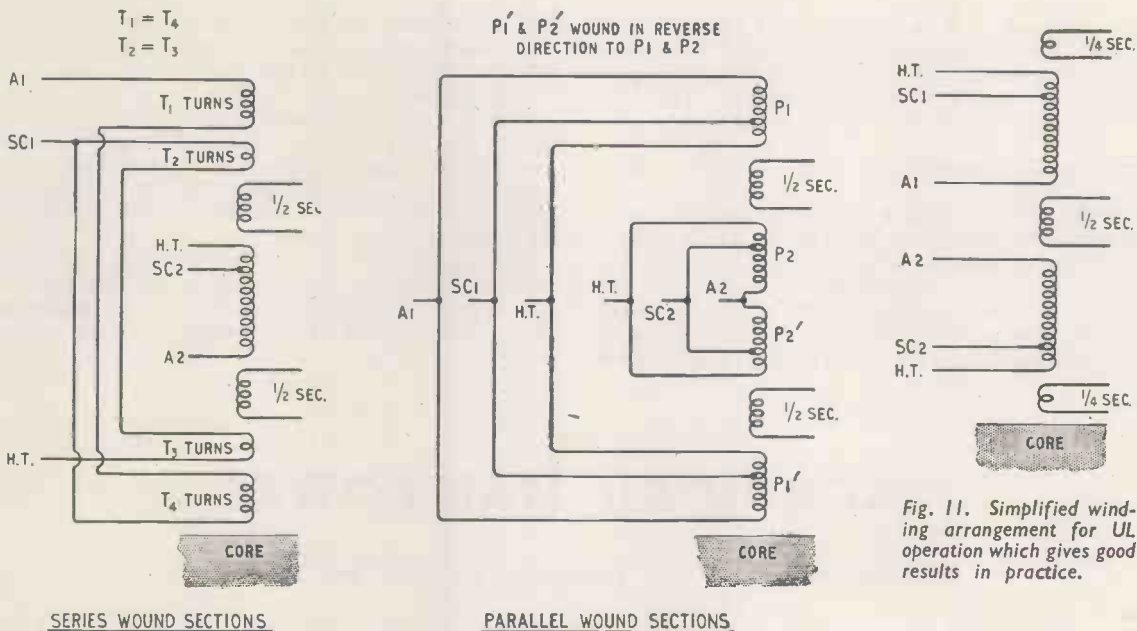 T1 = T4
T2 = T3
A1
T1 TURNS
SC1
T2 TURNS
1/2 SEC.
H.T.
SC2
A2
1/2 SEC.
T3 TURNS
H.T.
T4 TURNS
CORE
SERIES WOUND SECTIONS
P1' & P2' WOUND IN REVERSE
DIRECTION TO P1 & P2
P1
1/2 SEC.
P2
A1
SC1
H.T.
H.T.
SC2
A2
P2'
1/2 SEC.
P1'
CORE
PARALLEL WOUND SECTIONS
1/4 SEC.
H.T.
SC1
A1
1/2 SEC.
A2
SC2
H.T.
1/4 SEC.
CORE
Fig. 11. Simplified wind-
ing arrangement for UL
operation which gives good
results in practice.